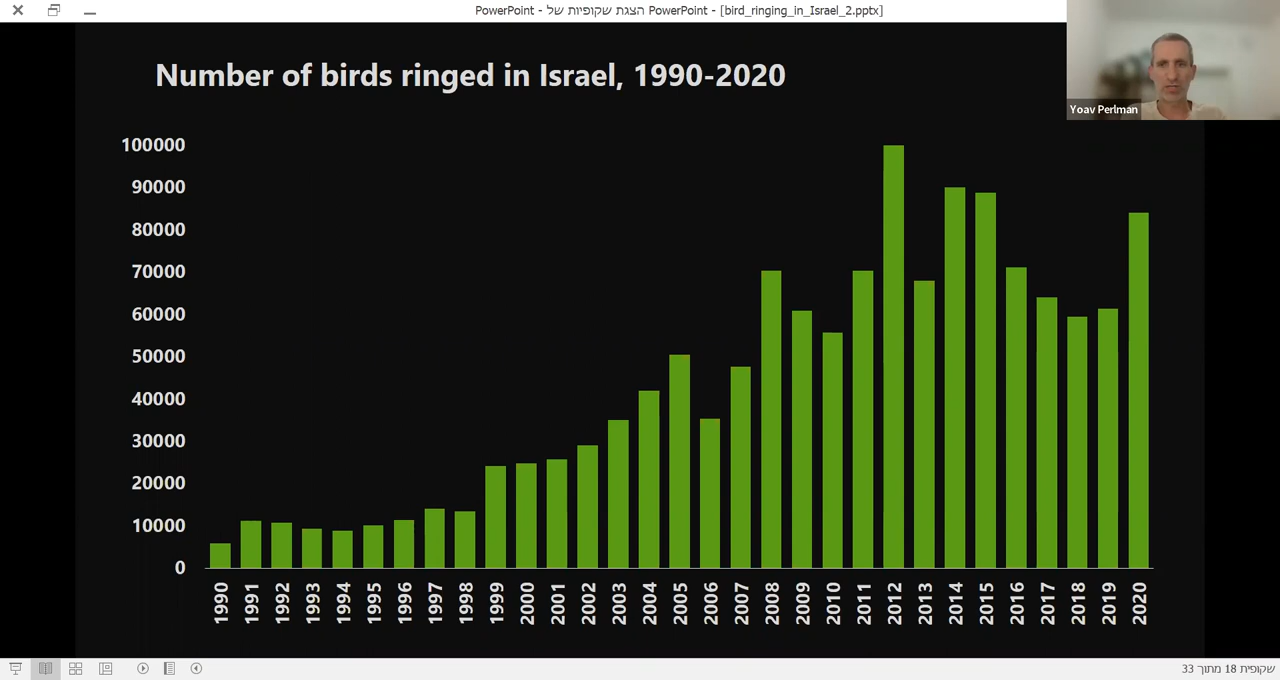 PowerPoint - הצגת שקופיות של PowerPoint - [bird_ringing_in_Israel_2.pptx]
Yoav Perlman
Number of birds ringed in Israel, 1990-2020
100000
90000
80000
70000
60000
50000
40000
30000
20000
10000
0
1990 1991 1992 1993 1994 1995 1996 1997 1998 1999 2000 2001 2002 2003 2004 2005 2006 2007 2008 2009 2010 2011 2012 2013 2014 2015 2016 2017 2018 2019 2020
שקופית 18 מתוך 33